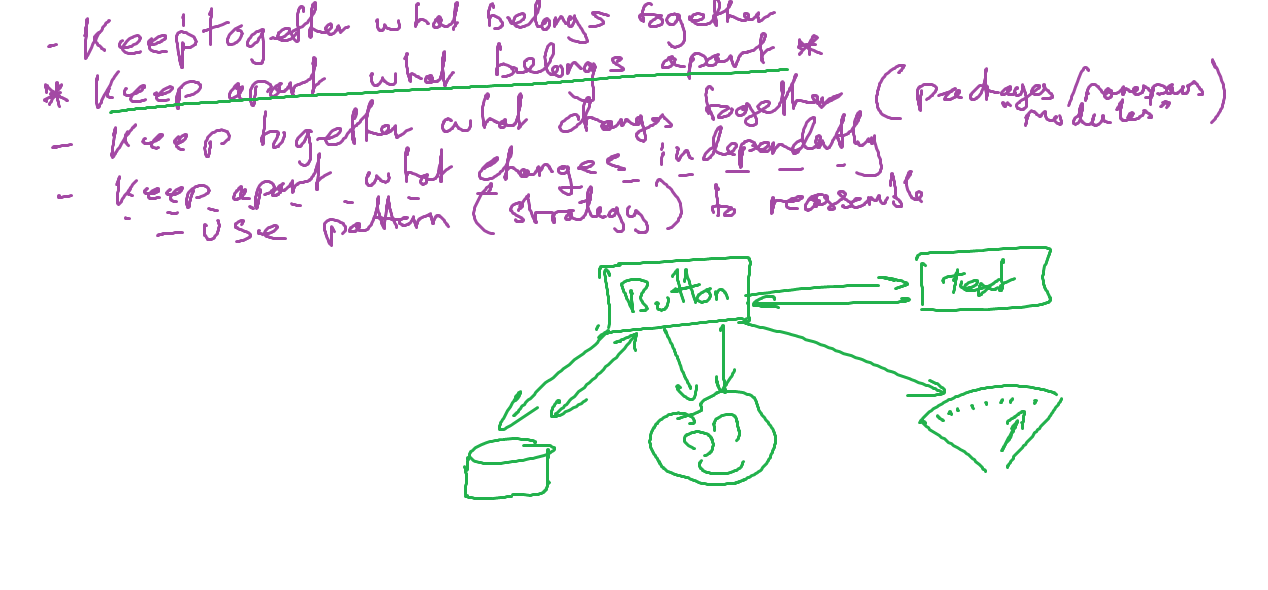 - Keep together what belongs together
* Keep apart what belongs apart *
- Keep together what changes together (packages/namespaces
"modules")
- Keep apart what changes independently
- Use pattern (strategy) to reassemble
Button
text